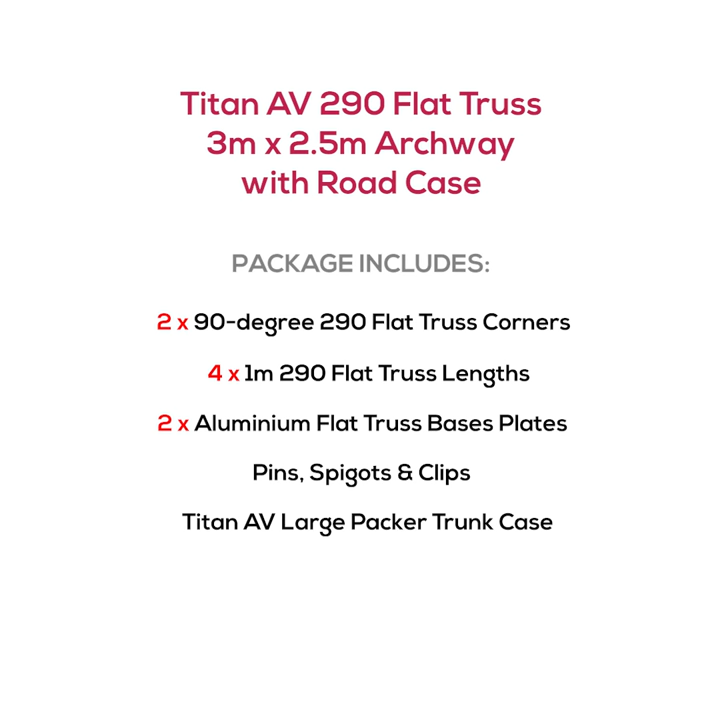 Titan AV 290 Flat Truss
3m x 2.5m Archway
with Road Case
PACKAGE INCLUDES:
2 x 90-degree 290 Flat Truss Corners
4 x 1m 290 Flat Truss Lengths
2 x Aluminium Flat Truss Bases Plates
Pins, Spigots & Clips
Titan AV Large Packer Trunk Case